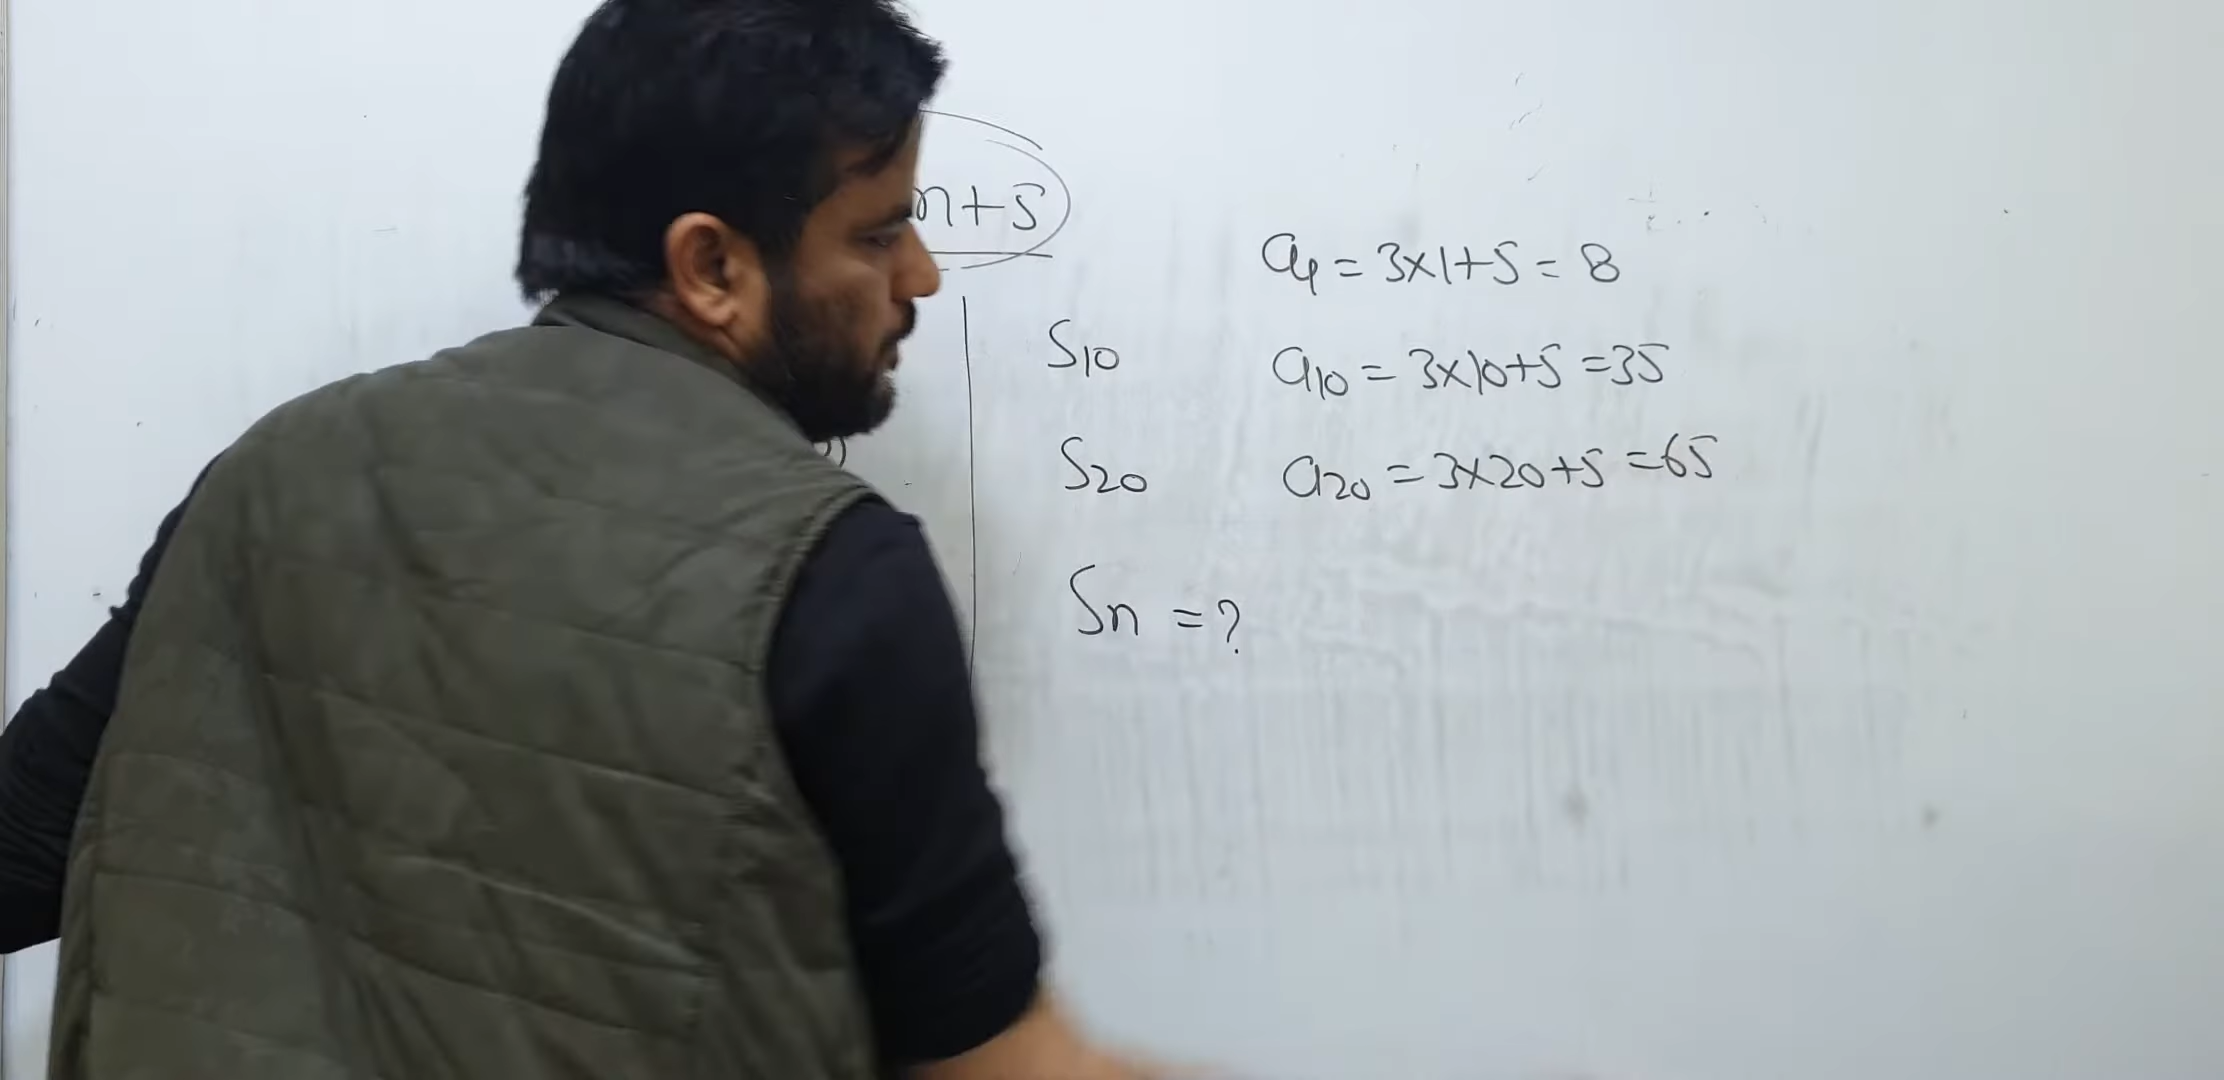 n+5
a₁ = 3×1+5 = 8
S₁₀ a₁₀ = 3×10+5 = 35
S₂₀ a₂₀ = 3×20+5 = 65
Sn = ?